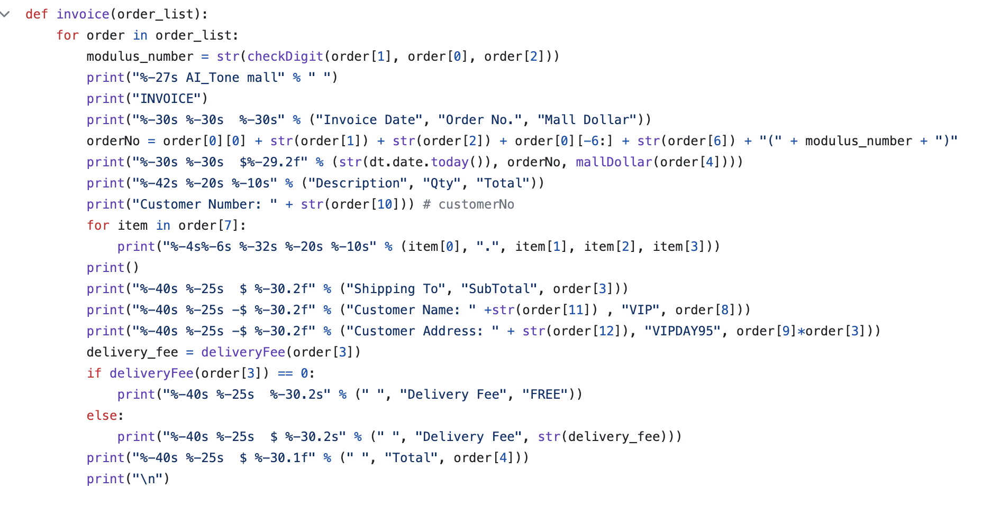 def invoice(order_list):
    for order in order_list:
        modulus_number = str(checkDigit(order[1], order[0], order[2]))
        print("%-27s AI_Tone mall" % " ")
        print("INVOICE")
        print("%-30s %-30s  %-30s" % ("Invoice Date", "Order No.", "Mall Dollar"))
        orderNo = order[0][0] + str(order[1]) + str(order[2]) + order[0][-6:] + str(order[6]) + "(" + modulus_number + ")"
        print("%-30s %-30s  $%-29.2f" % (str(dt.date.today()), orderNo, mallDollar(order[4])))
        print("%-42s %-20s %-10s" % ("Description", "Qty", "Total"))
        print("Customer Number: " + str(order[10])) # customerNo
        for item in order[7]:
            print("%-4s%-6s %-32s %-20s %-10s" % (item[0], ".", item[1], item[2], item[3]))
        print()
        print("%-40s %-25s  $ %-30.2f" % ("Shipping To", "SubTotal", order[3]))
        print("%-40s %-25s -$ %-30.2f" % ("Customer Name: " +str(order[11]) , "VIP", order[8]))
        print("%-40s %-25s -$ %-30.2f" % ("Customer Address: " + str(order[12]), "VIPDAY95", order[9]*order[3]))
        delivery_fee = deliveryFee(order[3])
        if deliveryFee(order[3]) == 0:
            print("%-40s %-25s  %-30.2s" % (" ", "Delivery Fee", "FREE"))
        else:
            print("%-40s %-25s  $ %-30.2s" % (" ", "Delivery Fee", str(delivery_fee)))
        print("%-40s %-25s  $ %-30.1f" % (" ", "Total", order[4]))
        print("\n")